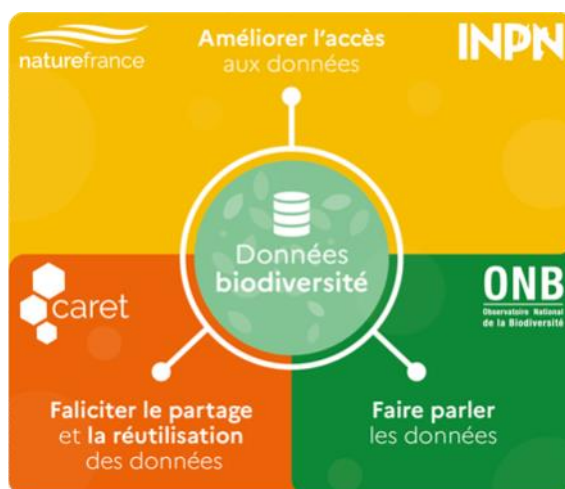 naturefrance
Améliorer l'accès
aux données
INPN
Données
biodiversité
caret
ONB
Observatoire National
de la Biodiversité
Faliciter le partage
et la réutilisation
des données
Faire parler
les données